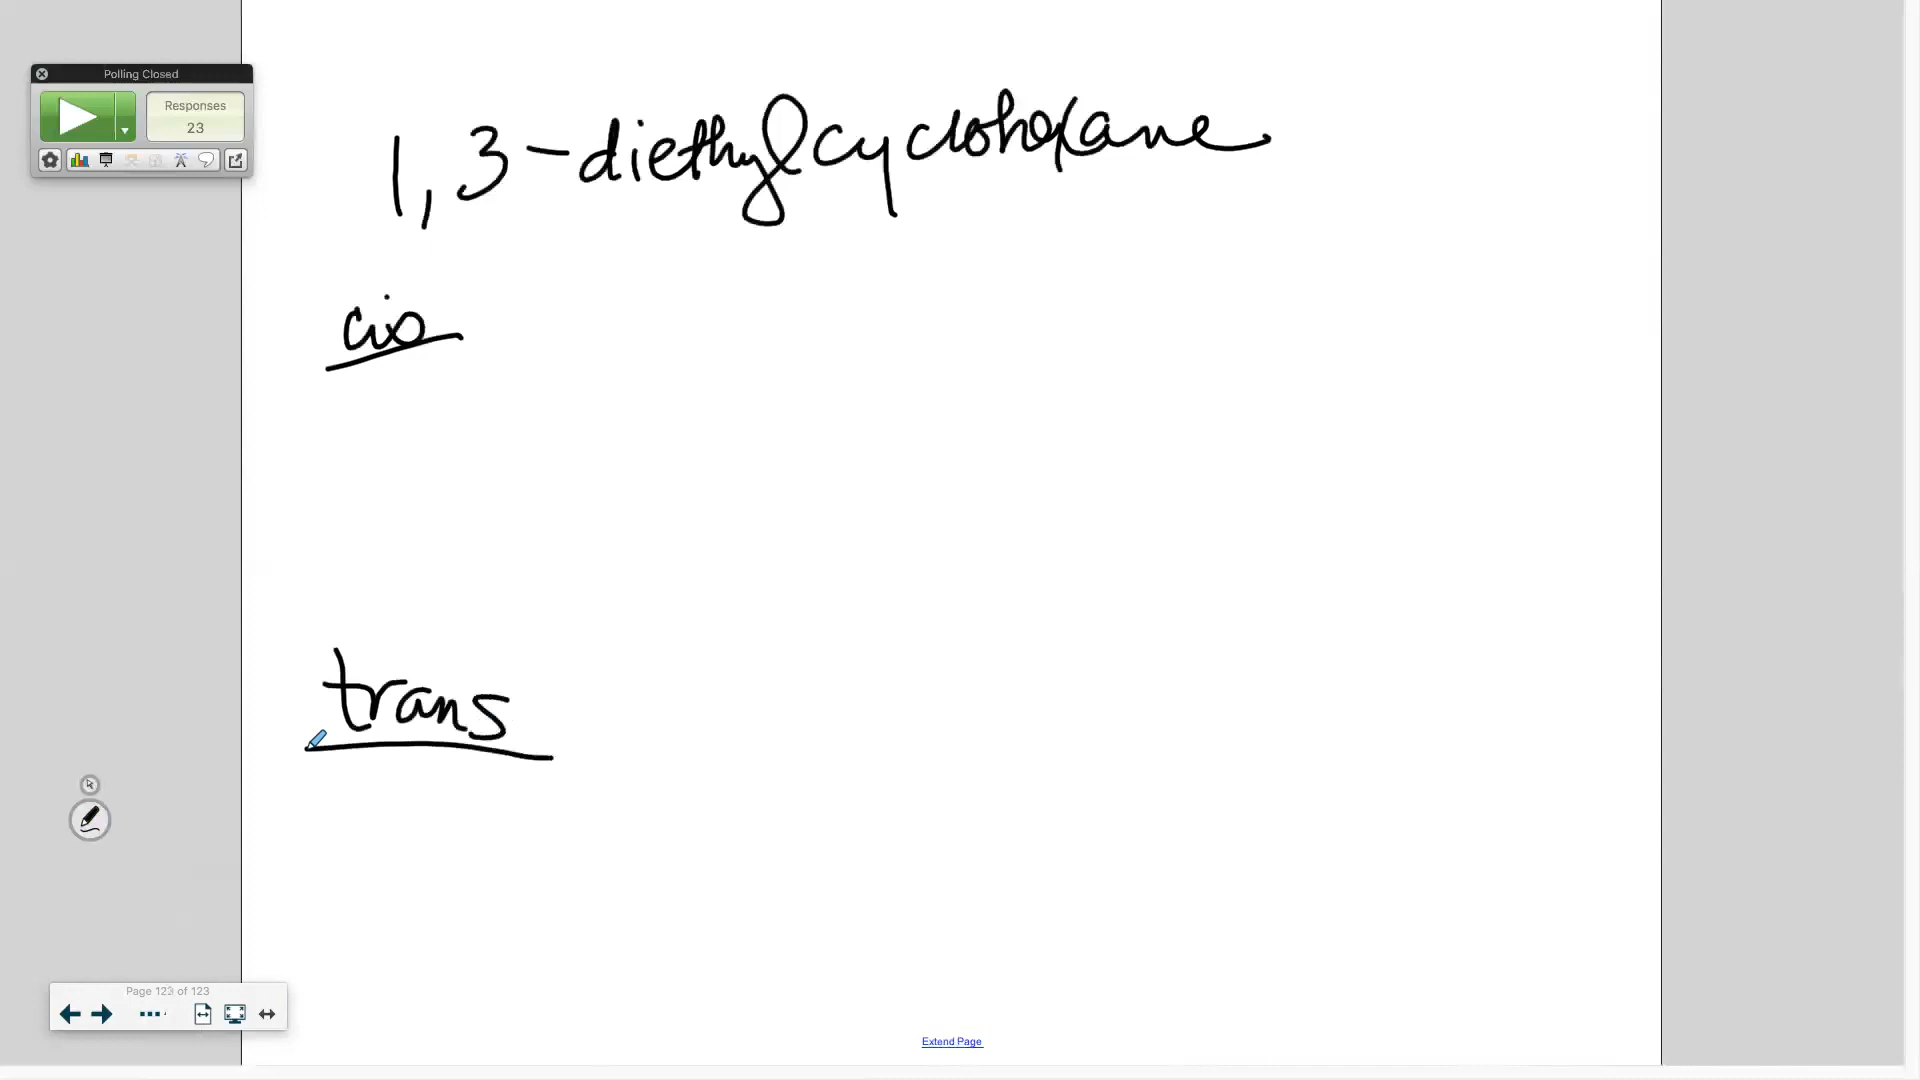 Polling Closed
Responses
23
1,3-diethylcyclohexane
cis
trans
Page 123 of 123
Extend Page